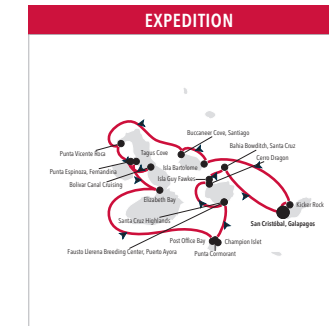 EXPEDITION
Buccaneer Cove, Santiago
Bahia Bowditch, Santa Cruz
Tagus Cove
Isla Bartolome
Cerro Dragon
Punta Vicente Roca
Punta Espinoza, Fernandina
Isla Guy Fawkes
Bolivar Canal Cruising
Elizabeth Bay
Kicker Rock
Santa Cruz Highlands
San Cristóbal, Galapagos
Post Office Bay
Champion Islet
Fausto Llerena Breeding Center, Puerto Ayora
Punta Cormorant